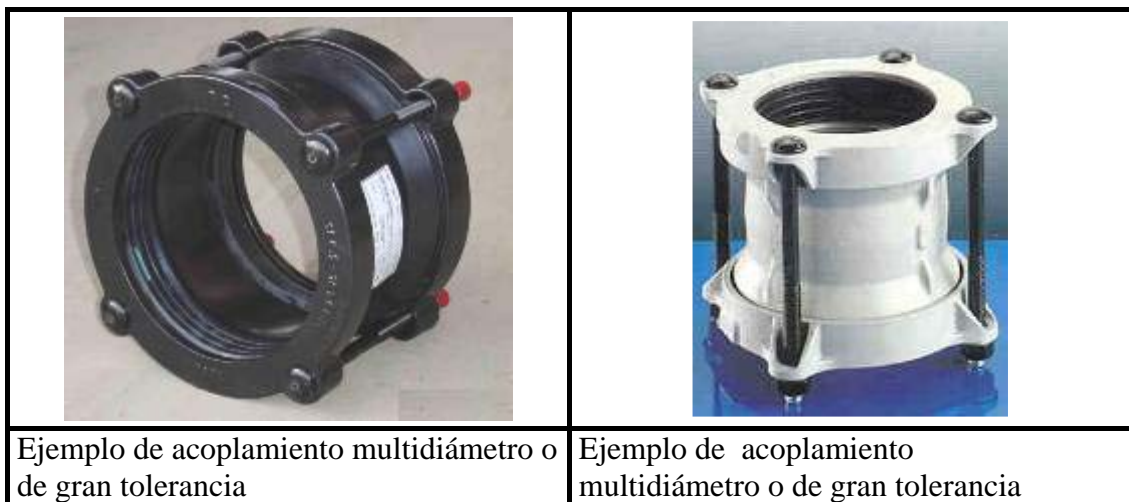 Ejemplo de acoplamiento multidiámetro o
de gran tolerancia
Ejemplo de acoplamiento
multidiámetro o de gran tolerancia